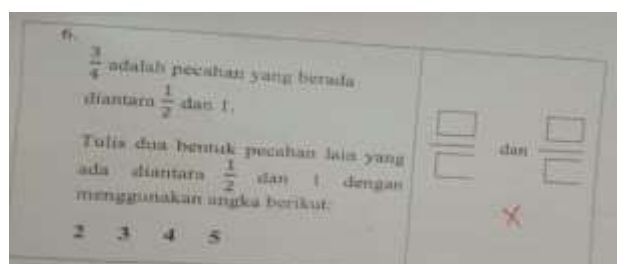 6.
3/4 adalah pecahan yang berada
diantara 1/2 dan 1.
Tulis dua bentuk pecahan lain yang
ada diantara 1/2 dan 1 dengan
menggunakan angka berikut:
2 3 4 5
dan